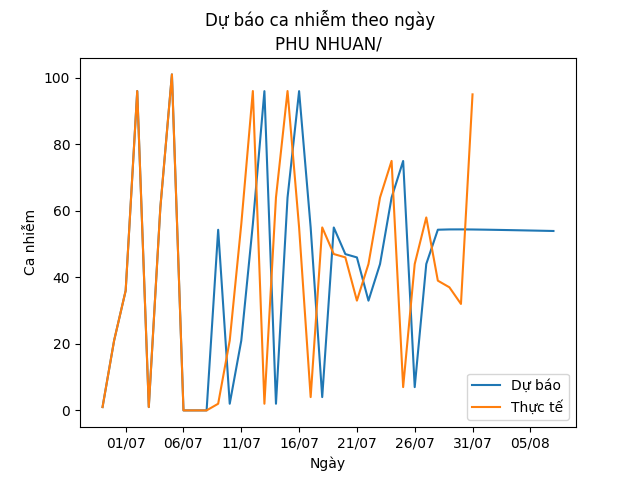 Dự báo ca nhiễm theo ngày
PHU NHUAN/
Ca nhiễm
100
80
60
40
20
0
01/07 06/07 11/07 16/07 21/07 26/07 31/07 05/08
Ngày
Dự báo
Thực tế